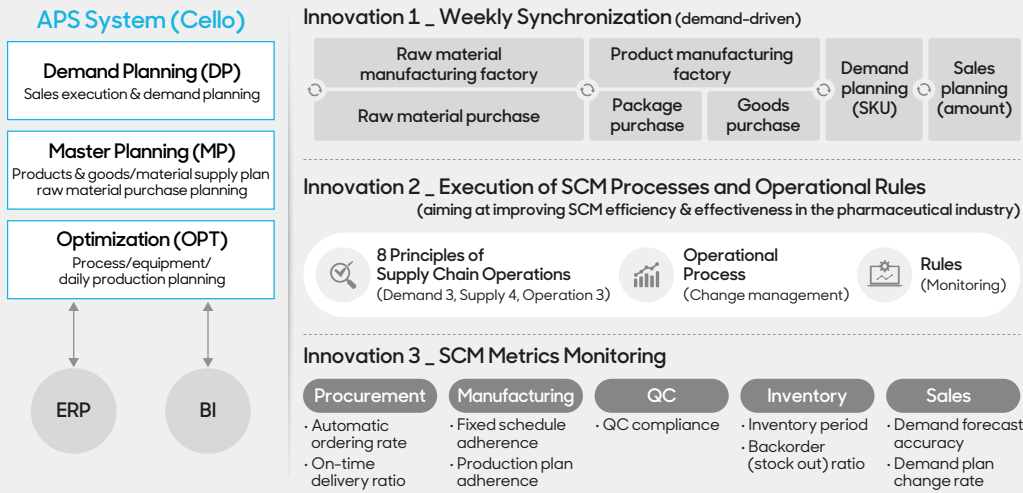 APS System (Cello)
Demand Planning (DP)
Sales execution & demand planning
Master Planning (MP)
Products & goods/material supply plan
raw material purchase planning
Optimization (OPT)
Process/equipment/
daily production planning
ERP
BI
Innovation 1 _ Weekly Synchronization (demand-driven)
Raw material
manufacturing factory
Raw material purchase
Product manufacturing
factory
Package
purchase
Goods
purchase
Demand
planning
(SKU)
Sales
planning
(amount)
Innovation 2 _ Execution of SCM Processes and Operational Rules
(aiming at improving SCM efficiency & effectiveness in the pharmaceutical industry)
8 Principles of
Supply Chain Operations
(Demand 3, Supply 4, Operation 3)
Operational
Process
(Change management)
Rules
(Monitoring)
Innovation 3 _ SCM Metrics Monitoring
Procurement
· Automatic
ordering rate
· On-time
delivery ratio
Manufacturing
· Fixed schedule
adherence
· Production plan
adherence
QC
· QC compliance
Inventory
· Inventory period
· Backorder
(stock out) ratio
Sales
· Demand forecast
accuracy
· Demand plan
change rate